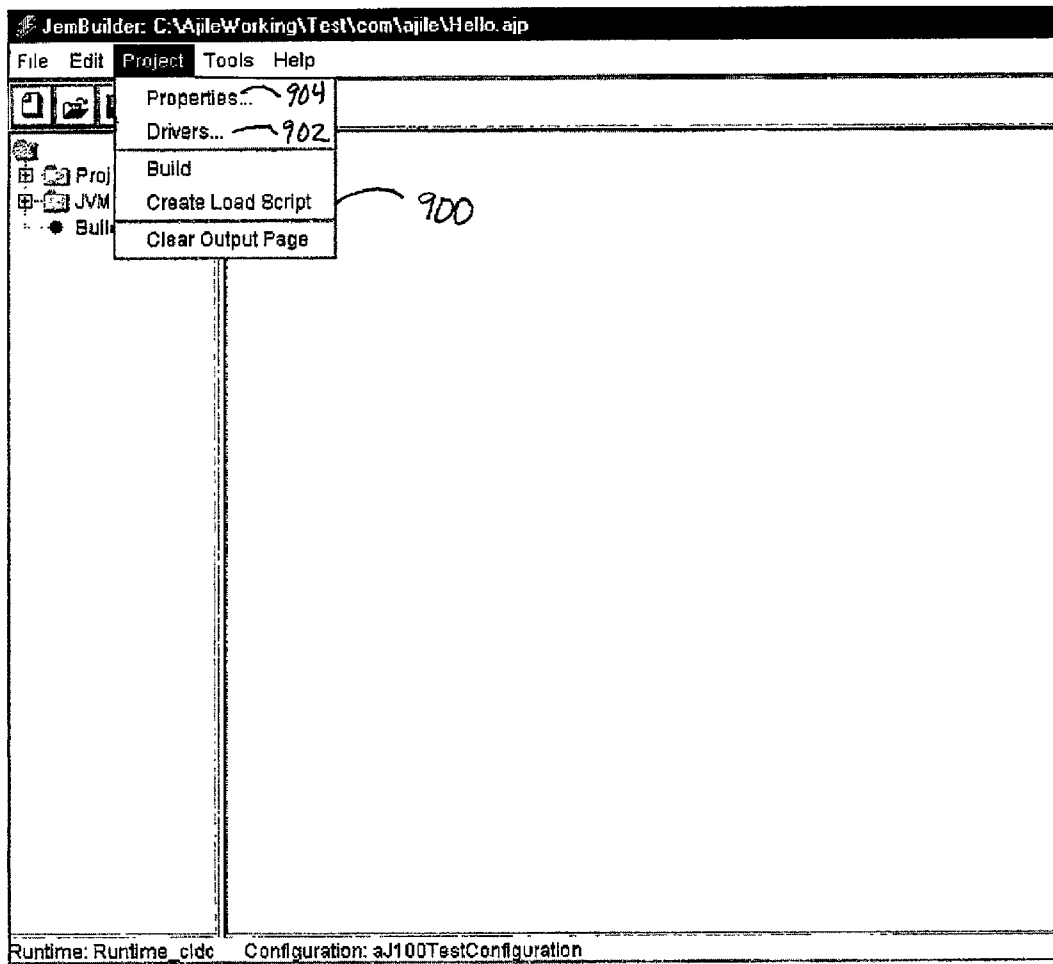 JemBuilder: C:\AjileWorking\Test\com\ajile\Hello.ajp
File Edit Project Tools Help
Properties... 904
Drivers... 902
Proj
Build
JVM
Create Load Script 900
Clear Output Page
Runtime: Runtime_cldc Configuration: aJ100TestConfiguration